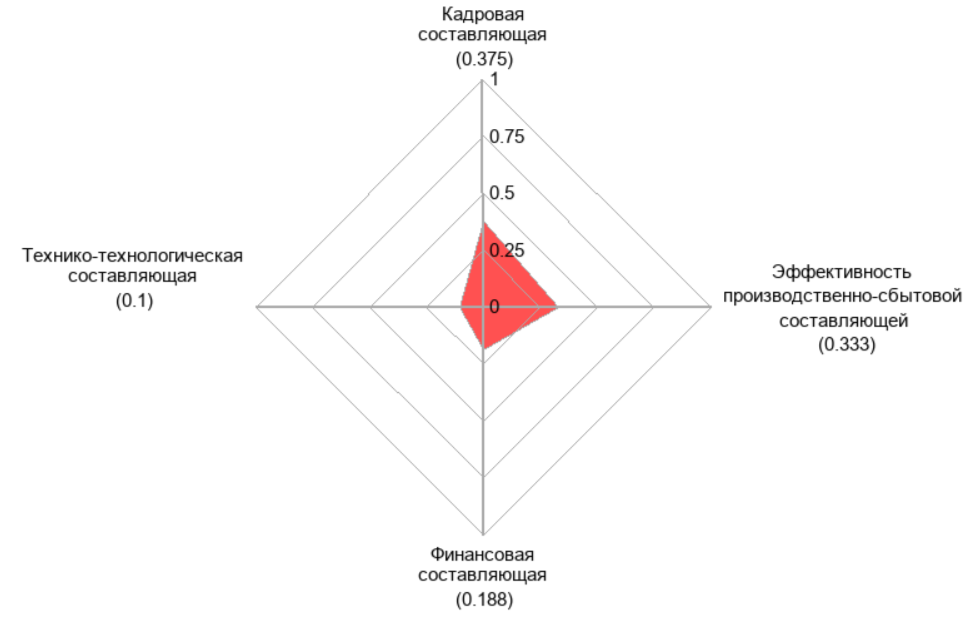 Кадровая
составляющая
(0.375)
1
0.75
0.5
0.25
0
Технико-технологическая
составляющая
(0.1)
Эффективность
производственно-сбытовой
составляющей
(0.333)
Финансовая
составляющая
(0.188)